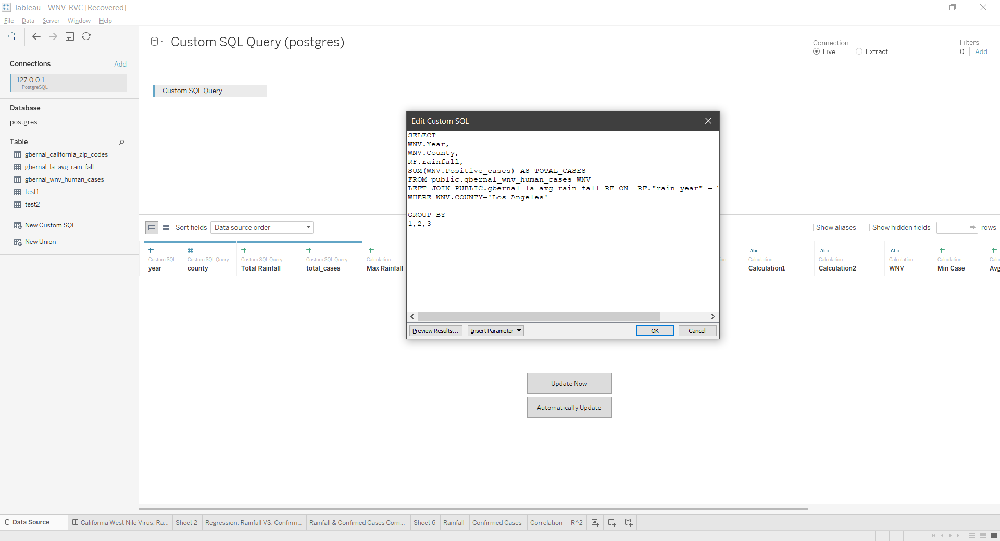 Tableau - WNV_RVC [Recovered]
File Data Server Window Help
Connections Add
127.0.0.1
PostgreSQL
Database
postgres
Table
gbernal_california_zip_codes
gbernal_la_avg_rain_fall
gbernal_wnv_human_cases
test1
test2
New Custom SQL
New Union
Custom SQL Query (postgres)
Connection
Live Extract
Filters
0 Add
Custom SQL Query
Edit Custom SQL
SELECT
WNV.Year,
WNV.County,
RF.rainfall,
SUM(WNV.Positive_cases) AS TOTAL_CASES
FROM public.gbernal_wnv_human_cases WNV
LEFT JOIN PUBLIC.gbernal_la_avg_rain_fall RF ON RF."rain_year" =
WHERE WNV.COUNTY='Los Angeles'
GROUP BY
1,2,3
Preview Results... Insert Parameter OK Cancel
Sort fields Data source order Show aliases Show hidden fields rows
# # # =# =Abc =Abc =Abc =# =#
Custom SQL... Custom SQL Query Custom SQL Query Custom SQL Query Calculation Calculation Calculation Calculation Calculation
year county Total Rainfall total_cases Max Rainfall Calculation1 Calculation2 WNV Min Case Avg
Update Now
Automatically Update
Data Source California West Nile Virus: Ra... Sheet 2 Regression: Rainfall VS. Confirm... Rainfall & Confimed Cases Com... Sheet 6 Rainfall Confirmed Cases Correlation R^2